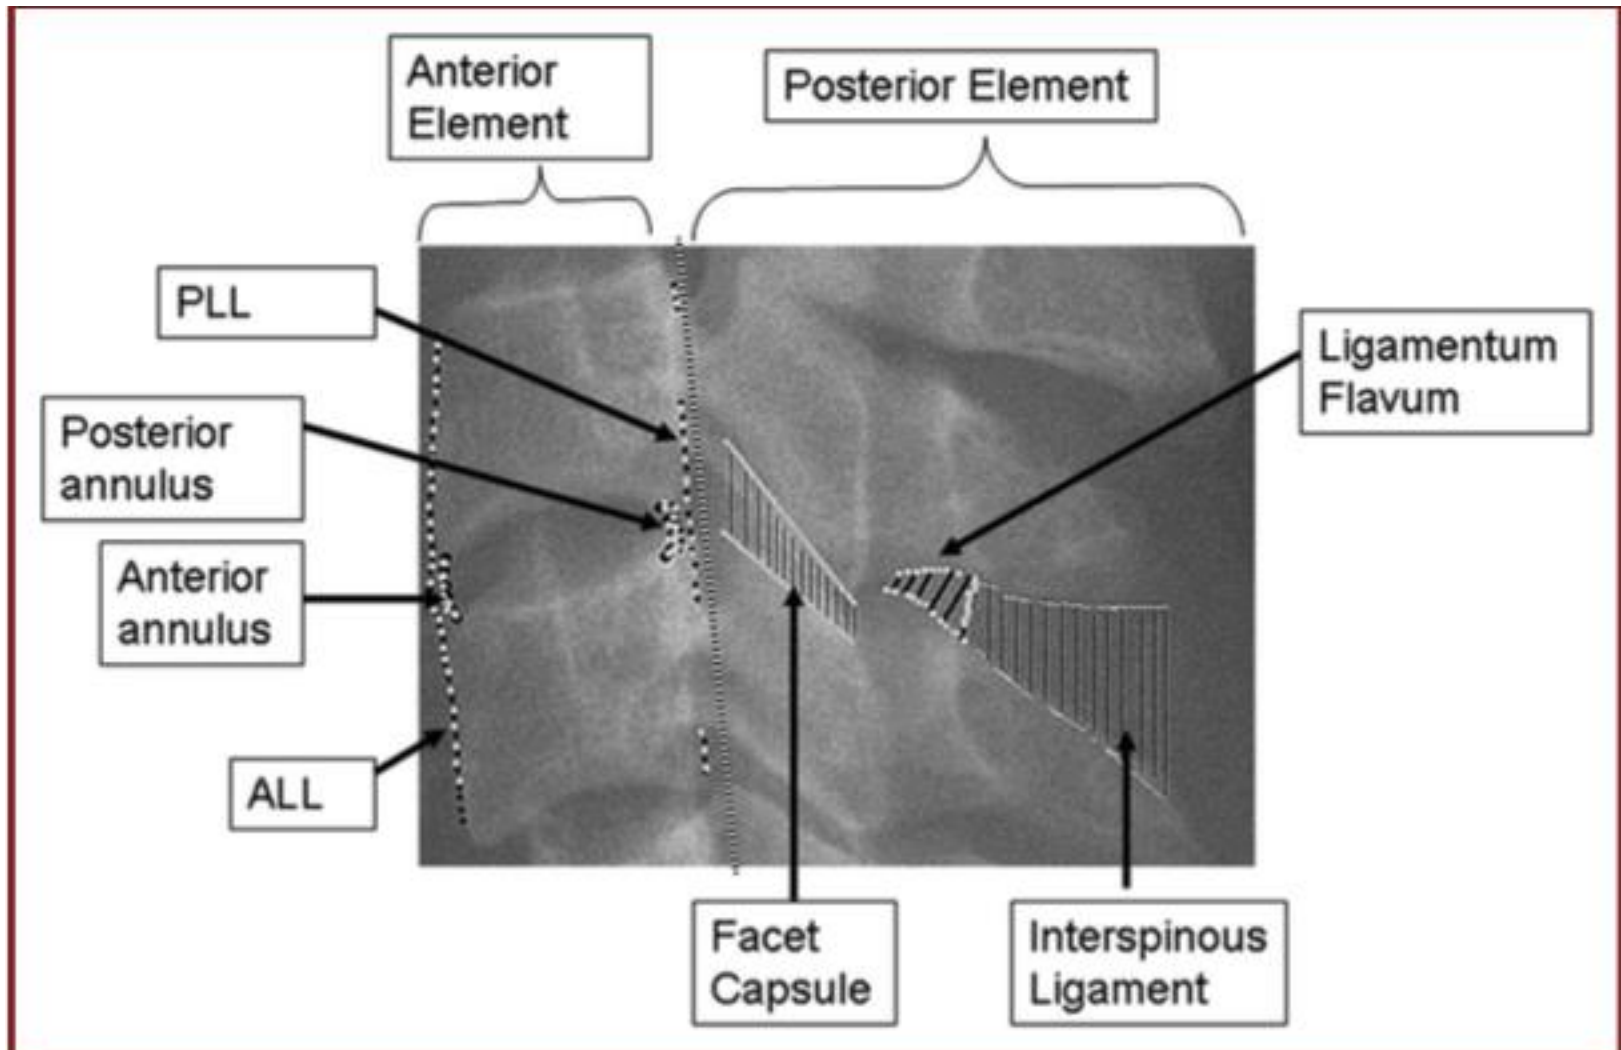 Anterior
Element
Posterior Element
PLL
Ligamentum
Flavum
Posterior
annulus
Anterior
annulus
ALL
Facet
Capsule
Interspinous
Ligament